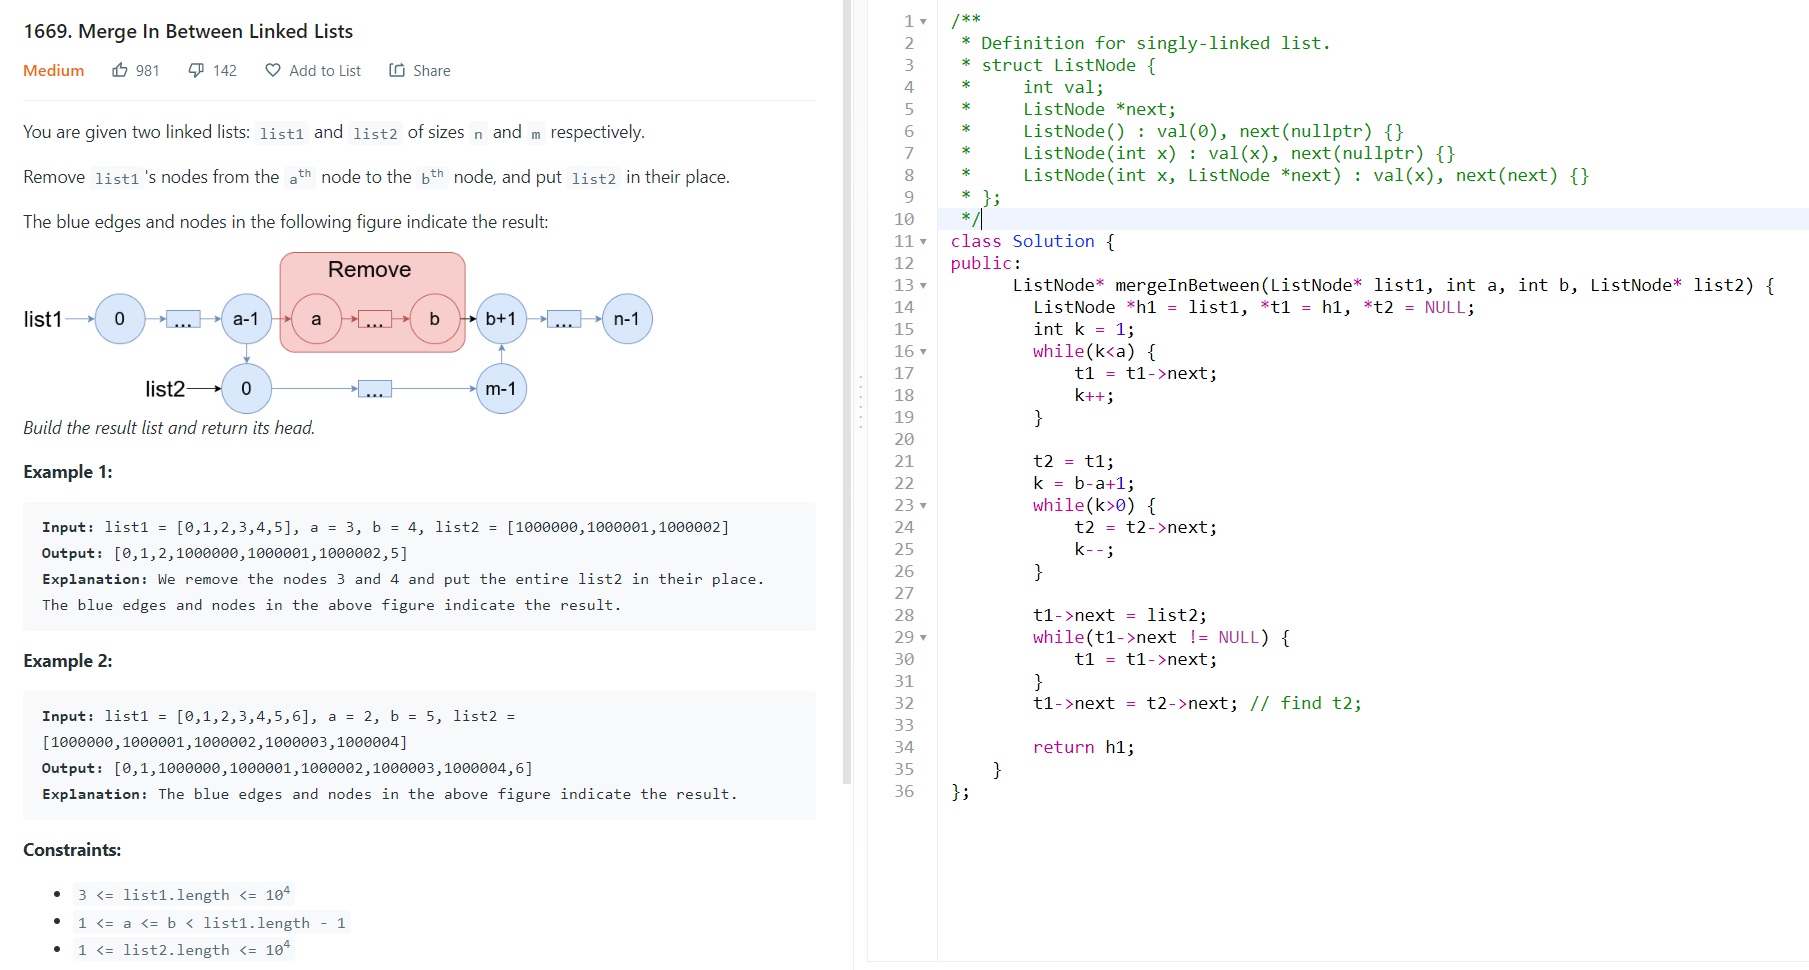 1669. Merge In Between Linked Lists
Medium 981 142 Add to List Share
You are given two linked lists: list1 and list2 of sizes n and m respectively.
Remove list1 's nodes from the ath node to the bth node, and put list2 in their place.
The blue edges and nodes in the following figure indicate the result:
Remove
list1 0 ... a-1 a ... b b+1 ... n-1
list2 0 ... m-1
Build the result list and return its head.
Example 1:
Input: list1 = [0,1,2,3,4,5], a = 3, b = 4, list2 = [1000000,1000001,1000002]
Output: [0,1,2,1000000,1000001,1000002,5]
Explanation: We remove the nodes 3 and 4 and put the entire list2 in their place.
The blue edges and nodes in the above figure indicate the result.
Example 2:
Input: list1 = [0,1,2,3,4,5,6], a = 2, b = 5, list2 =
[1000000,1000001,1000002,1000003,1000004]
Output: [0,1,1000000,1000001,1000002,1000003,1000004,6]
Explanation: The blue edges and nodes in the above figure indicate the result.
Constraints:
• 3 <= list1.length <= 10⁴
• 1 <= a <= b < list1.length - 1
• 1 <= list2.length <= 10⁴
1 /**
2 * Definition for singly-linked list.
3 * struct ListNode {
4 * int val;
5 * ListNode *next;
6 * ListNode() : val(0), next(nullptr) {}
7 * ListNode(int x) : val(x), next(nullptr) {}
8 * ListNode(int x, ListNode *next) : val(x), next(next) {}
9 * };
10 */
11 class Solution {
12 public:
13 ListNode* mergeInBetween(ListNode* list1, int a, int b, ListNode* list2) {
14 ListNode *h1 = list1, *t1 = h1, *t2 = NULL;
15 int k = 1;
16 while(k<a) {
17 t1 = t1->next;
18 k++;
19 }
20
21 t2 = t1;
22 k = b-a+1;
23 while(k>0) {
24 t2 = t2->next;
25 k--;
26 }
27
28 t1->next = list2;
29 while(t1->next != NULL) {
30 t1 = t1->next;
31 }
32 t1->next = t2->next; // find t2;
33
34 return h1;
35 }
36 };